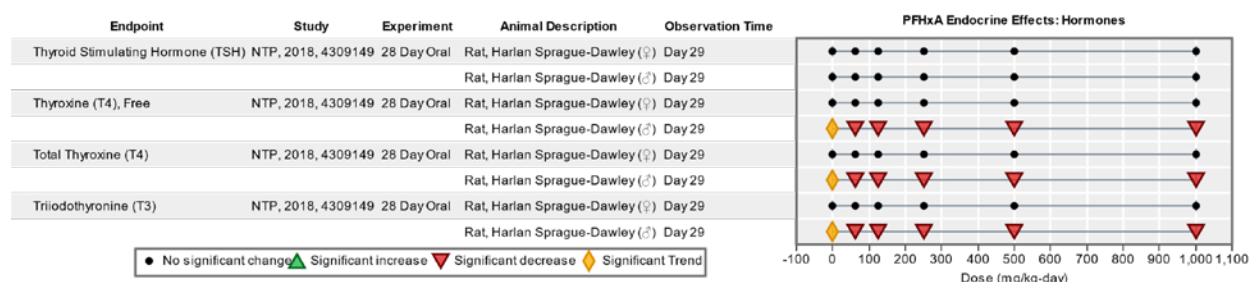 PFHxA Endocrine Effects: Hormones
Endpoint Study Experiment Animal Description Observation Time
Thyroid Stimulating Hormone (TSH) NTP, 2018, 4309149 28 Day Oral Rat, Harlan Sprague-Dawley (♀) Day 29
Rat, Harlan Sprague-Dawley (♂) Day 29
Thyroxine (T4), Free NTP, 2018, 4309149 28 Day Oral Rat, Harlan Sprague-Dawley (♀) Day 29
Rat, Harlan Sprague-Dawley (♂) Day 29
Total Thyroxine (T4) NTP, 2018, 4309149 28 Day Oral Rat, Harlan Sprague-Dawley (♀) Day 29
Rat, Harlan Sprague-Dawley (♂) Day 29
Triiodothyronine (T3) NTP, 2018, 4309149 28 Day Oral Rat, Harlan Sprague-Dawley (♀) Day 29
Rat, Harlan Sprague-Dawley (♂) Day 29
No significant change Significant increase Significant decrease Significant Trend
-100 0 100 200 300 400 500 600 700 800 900 1,000 1,100
Dose (mg/kg-day)